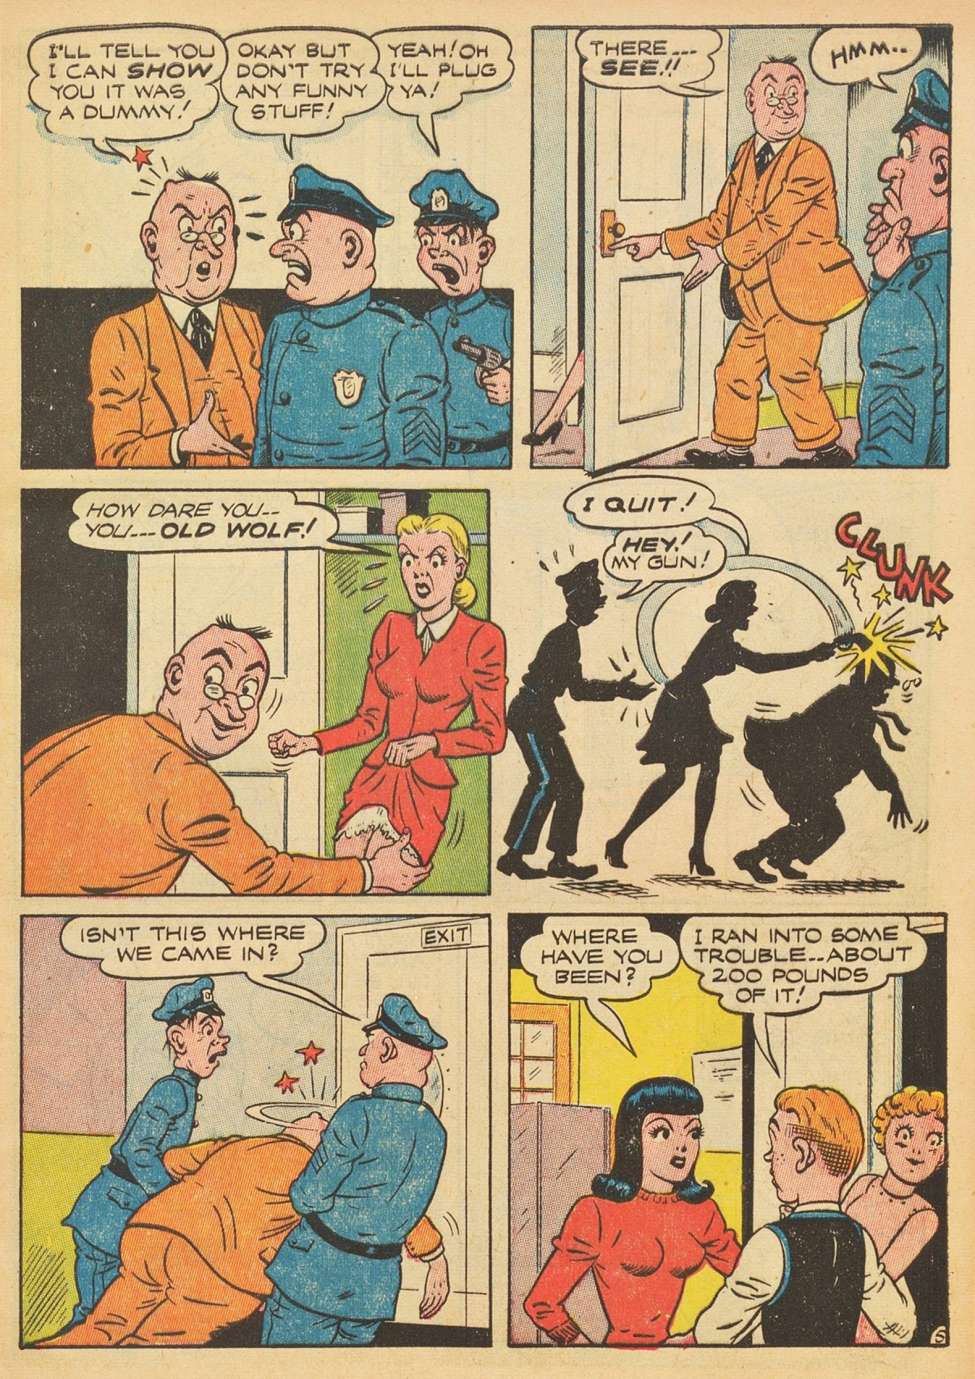 I'LL TELL YOU
I CAN SHOW
YOU IT WAS
A DUMMY!
OKAY BUT
DON'T TRY
ANY FUNNY
STUFF!
YEAH! OH
I'LL PLUG
YA!
THERE---
SEE!!
HMM..
HOW DARE YOU--
YOU--- OLD WOLF!
I QUIT!
HEY!
MY GUN!
CLUNK
ISN'T THIS WHERE
WE CAME IN?
EXIT
WHERE
HAVE YOU
BEEN?
I RAN INTO SOME
TROUBLE--ABOUT
200 POUNDS
OF IT!
5